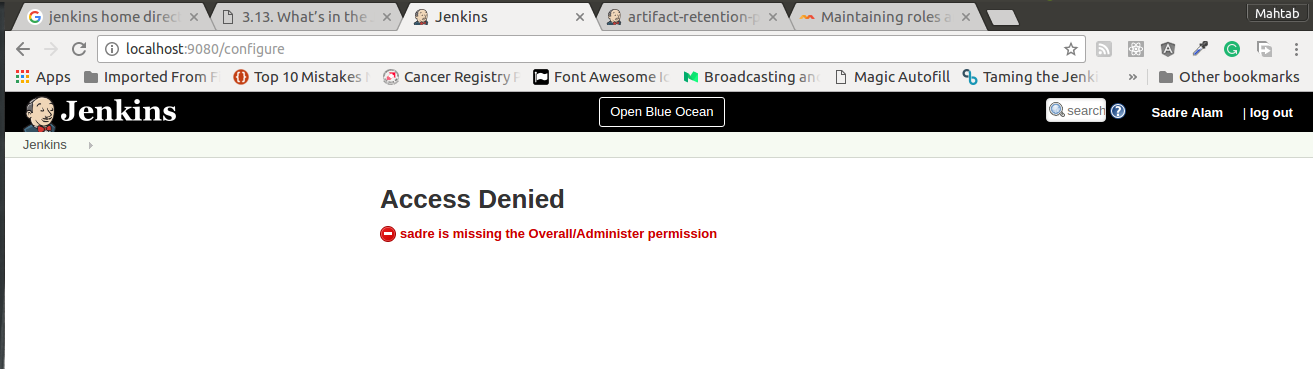 Mahtab
jenkins home direc
3.13. What's in the
Jenkins
artifact-retention-p
Maintaining roles a
localhost:9080/configure
Apps Imported From F Top 10 Mistakes Cancer Registry P Font Awesome Ic Broadcasting an Magic Autofill Taming the Jenk » Other bookmarks
Jenkins Open Blue Ocean search Sadre Alam | log out
Jenkins
Access Denied
sadre is missing the Overall/Administer permission